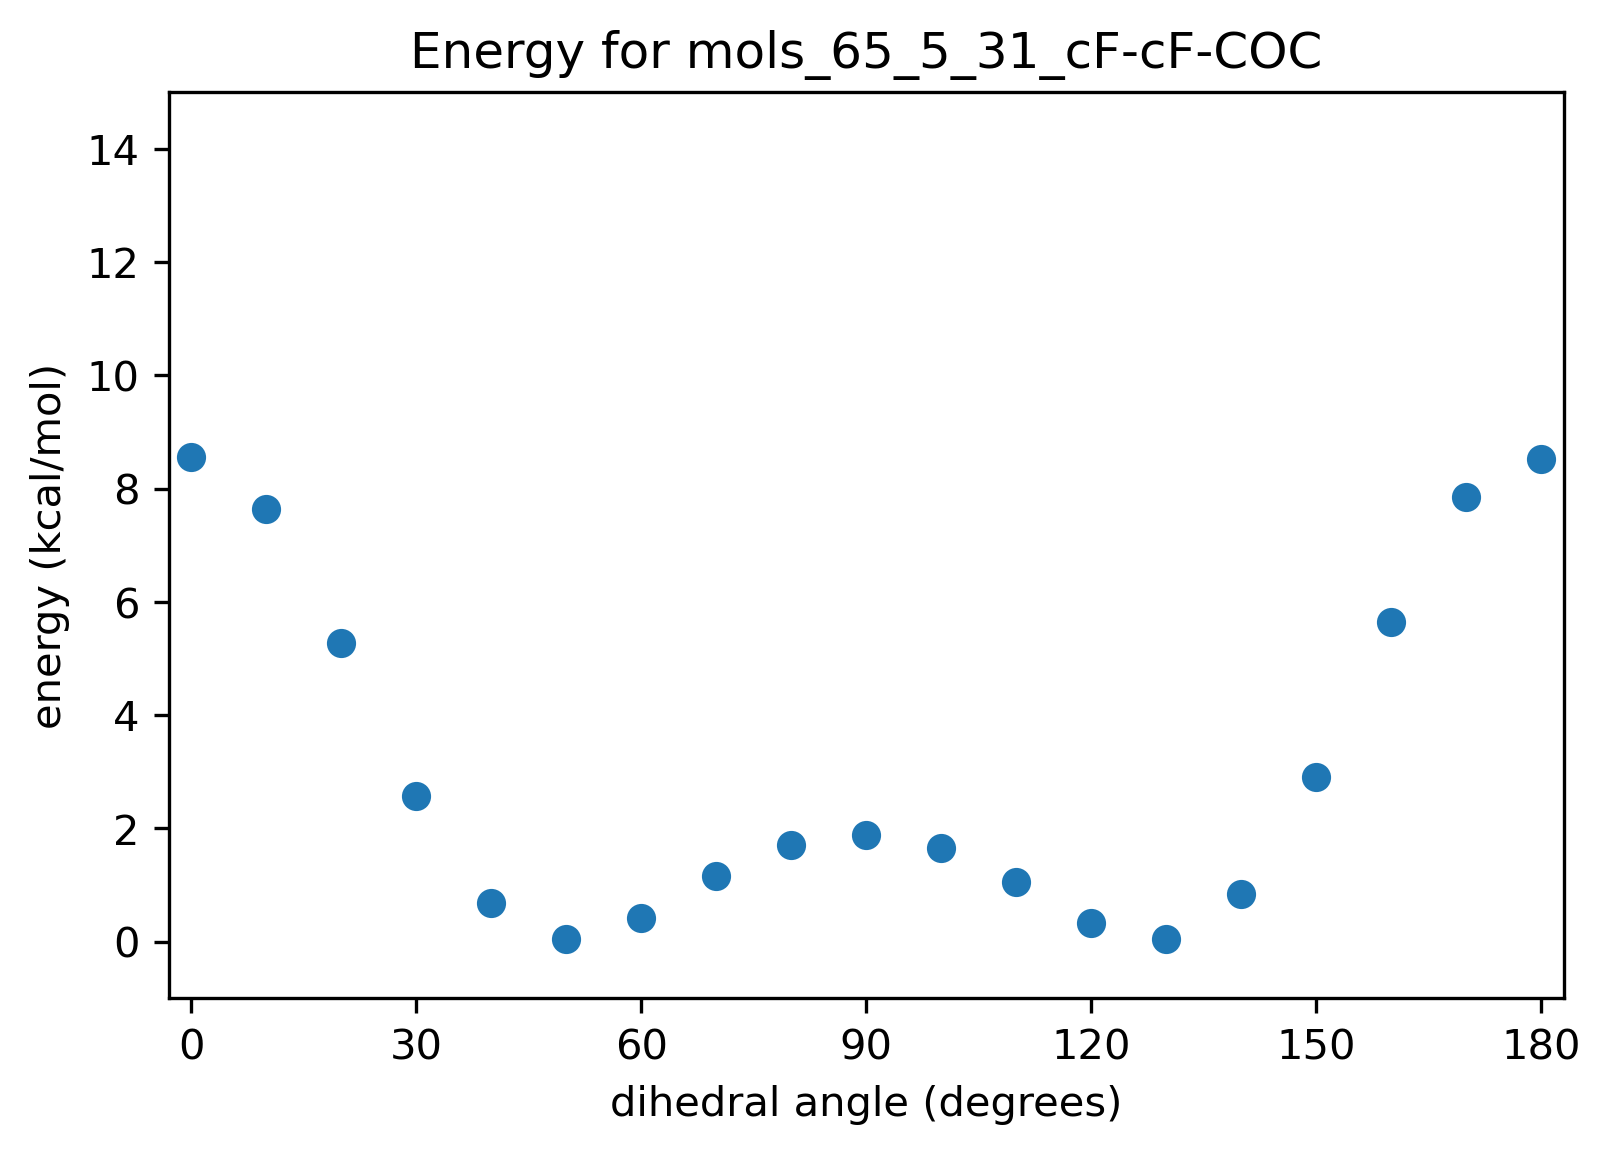 Energy for mols_65_5_31_cF-cF-COC
14
12
10
8
6
4
2
0
energy (kcal/mol)
0 30 60 90 120 150 180
dihedral angle (degrees)